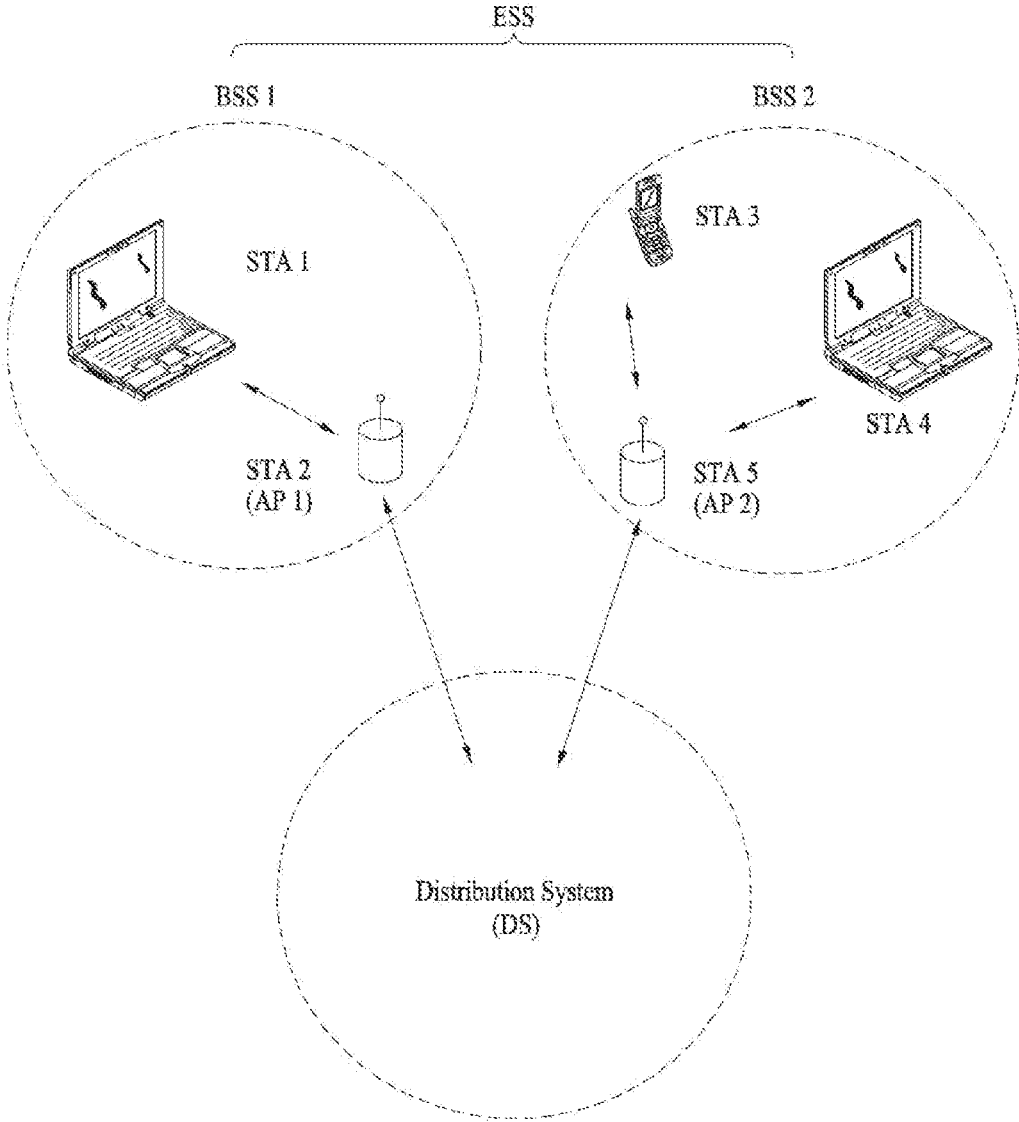 ESS
BSS 1
BSS 2
STA 1
STA 3
STA 4
STA 2
(AP 1)
STA 5
(AP 2)
Distribution System
(DS)